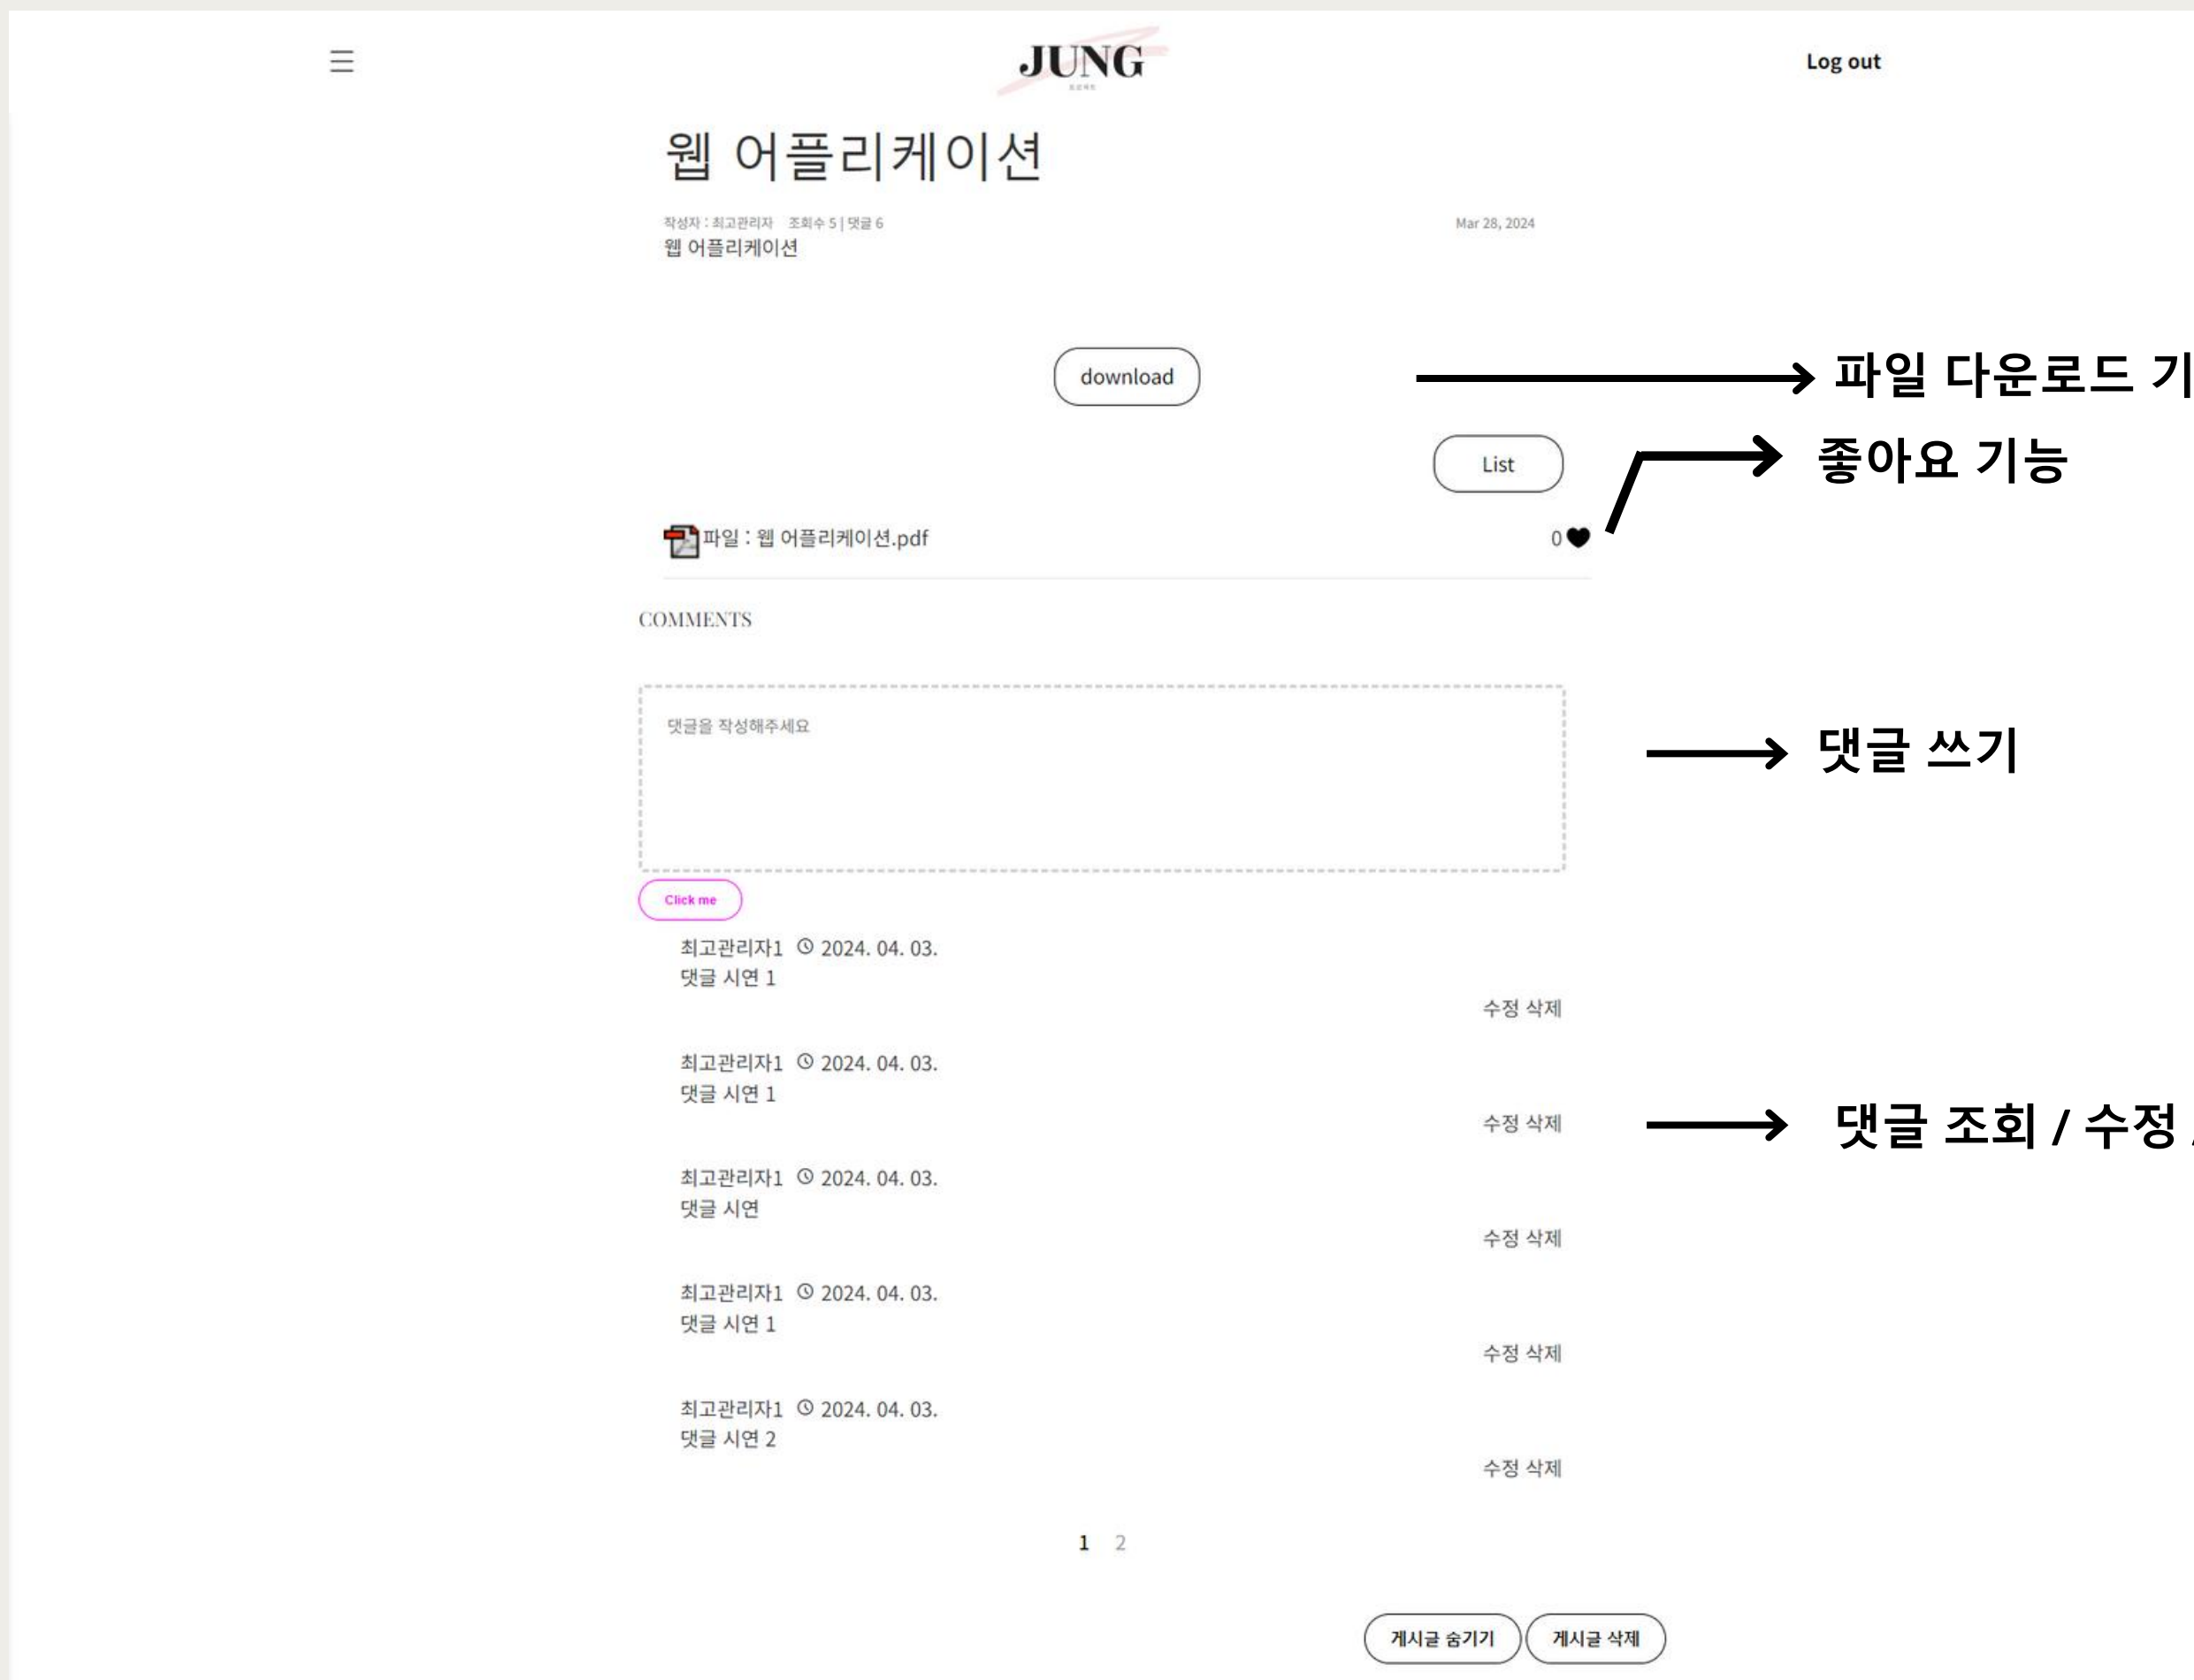 JUNG
프로젝트
Log out
웹 어플리케이션
작성자 : 최고관리자 조회수 5 | 댓글 6
Mar 28, 2024
웹 어플리케이션
download
파일 다운로드 기
List
좋아요 기능
파일 : 웹 어플리케이션.pdf
0
COMMENTS
댓글을 작성해주세요
댓글 쓰기
Click me
최고관리자1 2024. 04. 03.
댓글 시연 1
수정 삭제
최고관리자1 2024. 04. 03.
댓글 시연 1
수정 삭제
댓글 조회 / 수정 /
최고관리자1 2024. 04. 03.
댓글 시연
수정 삭제
최고관리자1 2024. 04. 03.
댓글 시연 1
수정 삭제
최고관리자1 2024. 04. 03.
댓글 시연 2
수정 삭제
1 2
게시글 숨기기
게시글 삭제